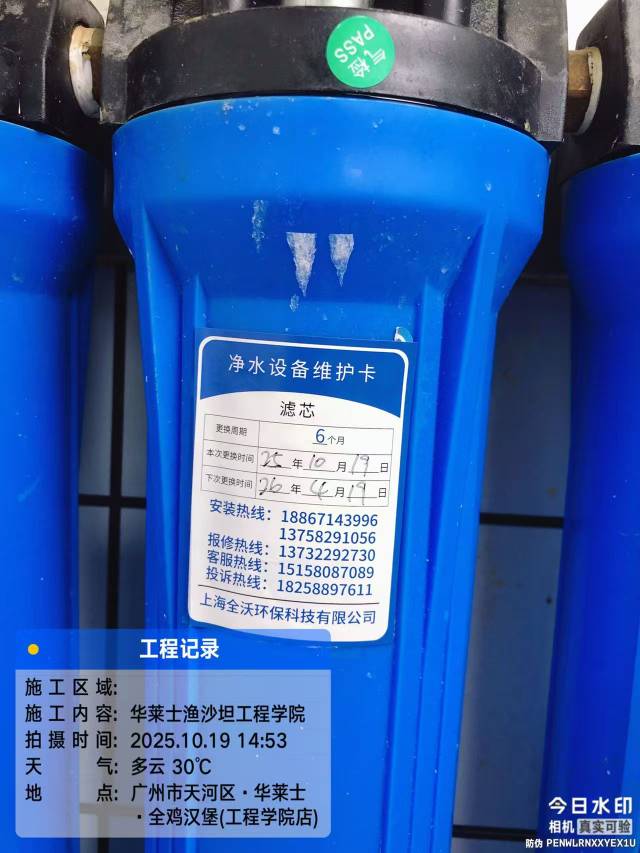 气检
PASS
净水设备维护卡
滤芯
更换周期 6个月
本次更换时间 25年10月19日
下次更换时间 26年4月19日
安装热线：18867143996
13758291056
报修热线：13732292730
客服热线：15158087089
投诉热线：18258897611
上海全沃环保科技有限公司
工程记录
施工区域:
施工内容: 华莱士渔沙坦工程学院
拍摄时间: 2025.10.19 14:53
天气: 多云 30℃
地点: 广州市天河区·华莱士
·全鸡汉堡(工程学院店)
今日水印
相机 真实可验
防伪 PENWLRNXXYEX1U